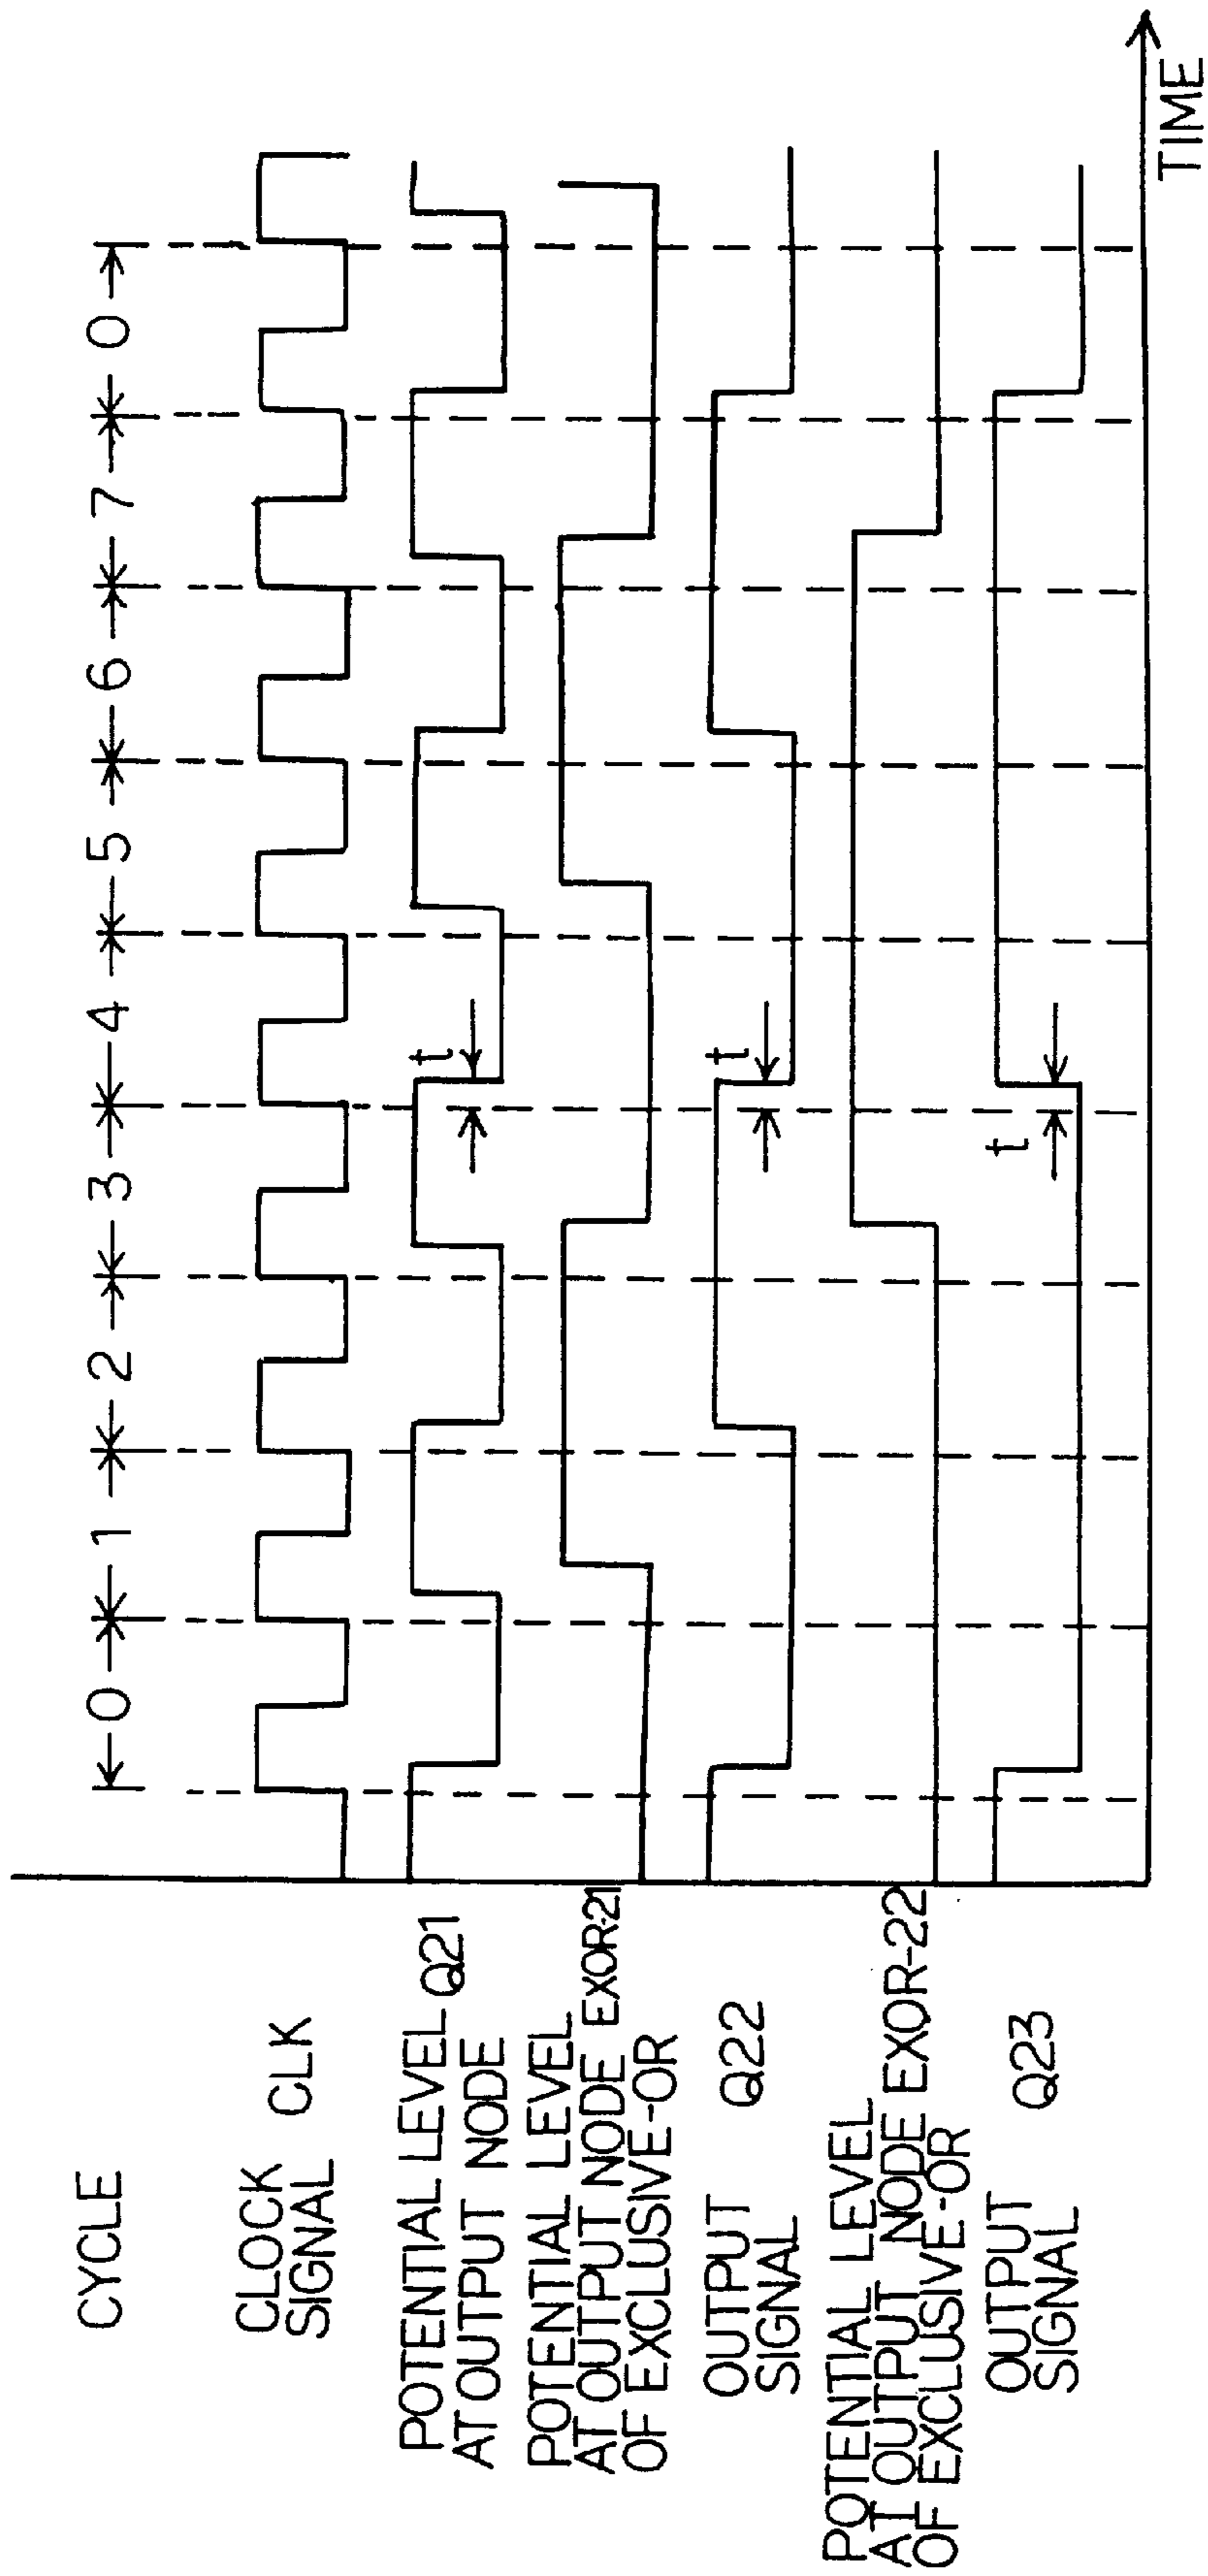 CYCLE
0 1 2 3 4 5 6 7 0
CLOCK
SIGNAL
CLK
POTENTIAL LEVEL
AT OUTPUT NODE
Q21
t
POTENTIAL LEVEL
AT OUTPUT NODE
OF EXCLUSIVE-OR
EXOR-21
OUTPUT
SIGNAL
Q22
t
POTENTIAL LEVEL
AT OUTPUT NODE
OF EXCLUSIVE-OR
EXOR-22
OUTPUT
SIGNAL
Q23
t
TIME